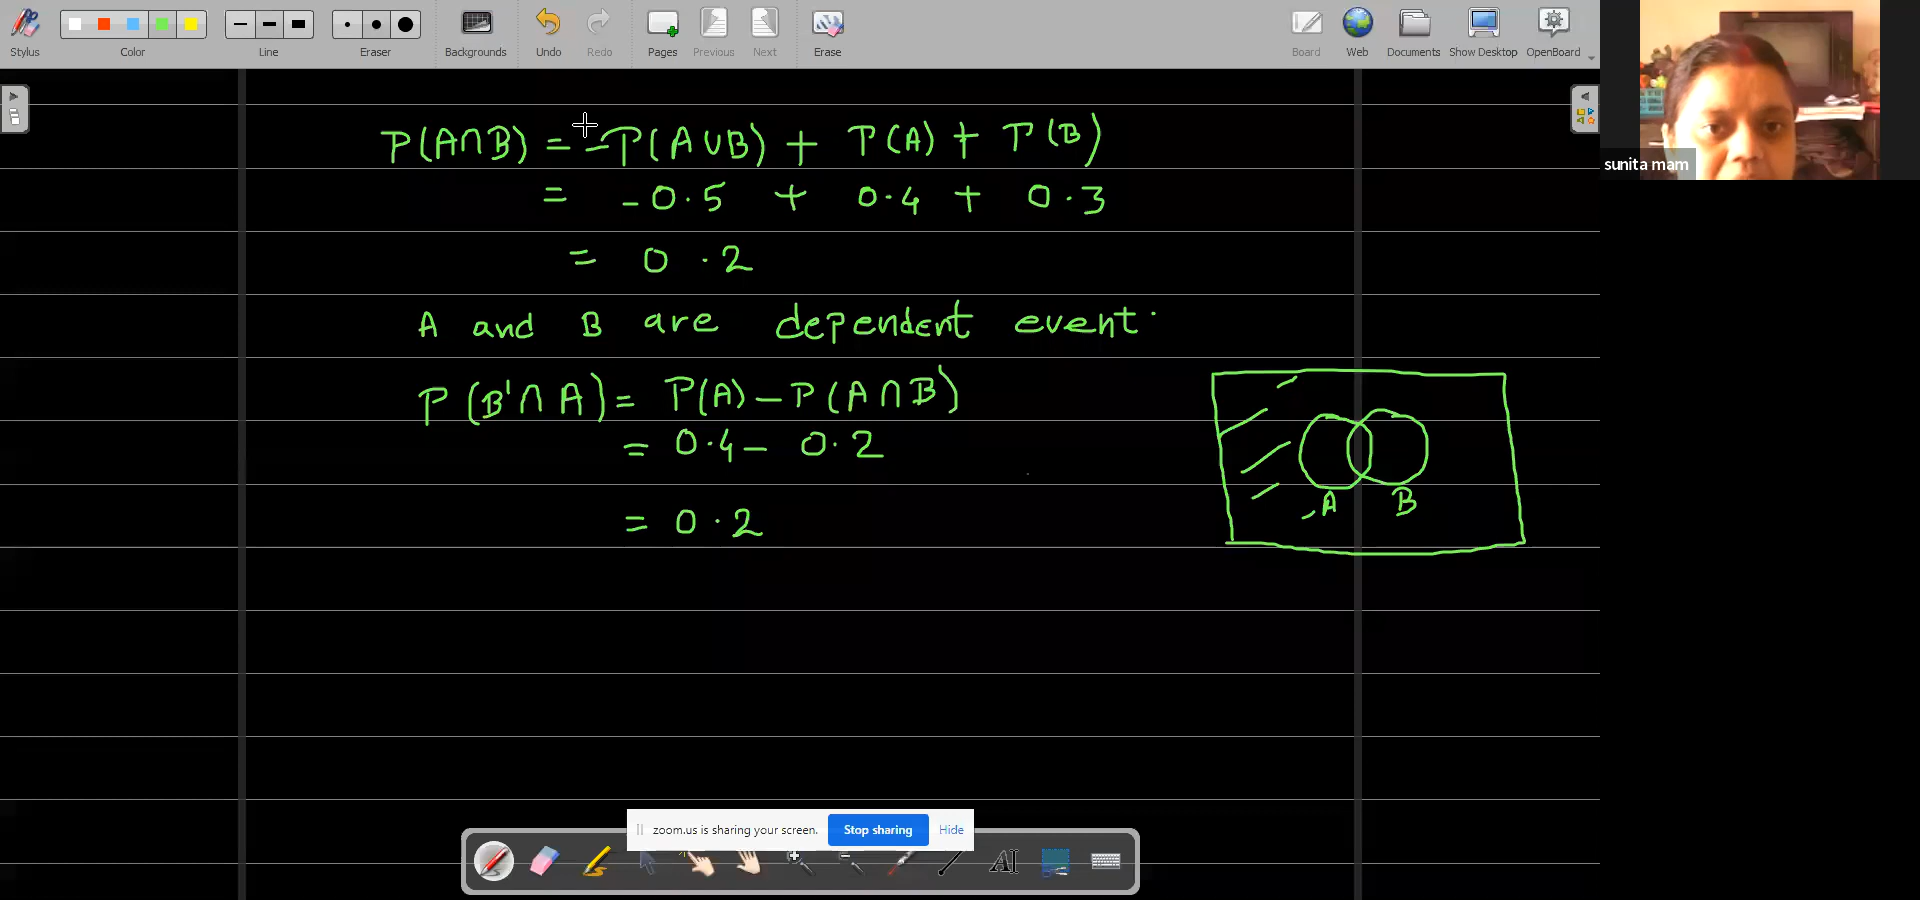 Stylus Color Line Eraser Backgrounds Undo Redo Pages Previous Next Erase Board Web Documents Show Desktop OpenBoard
sunita mam
P(A∩B) = -P(A∪B) + P(A) + P(B)
= -0.5 + 0.4 + 0.3
= 0.2
A and B are dependent event.
P(B'∩A) = P(A) - P(A∩B)
= 0.4 - 0.2
= 0.2
A B
zoom.us is sharing your screen. Stop sharing Hide
AI